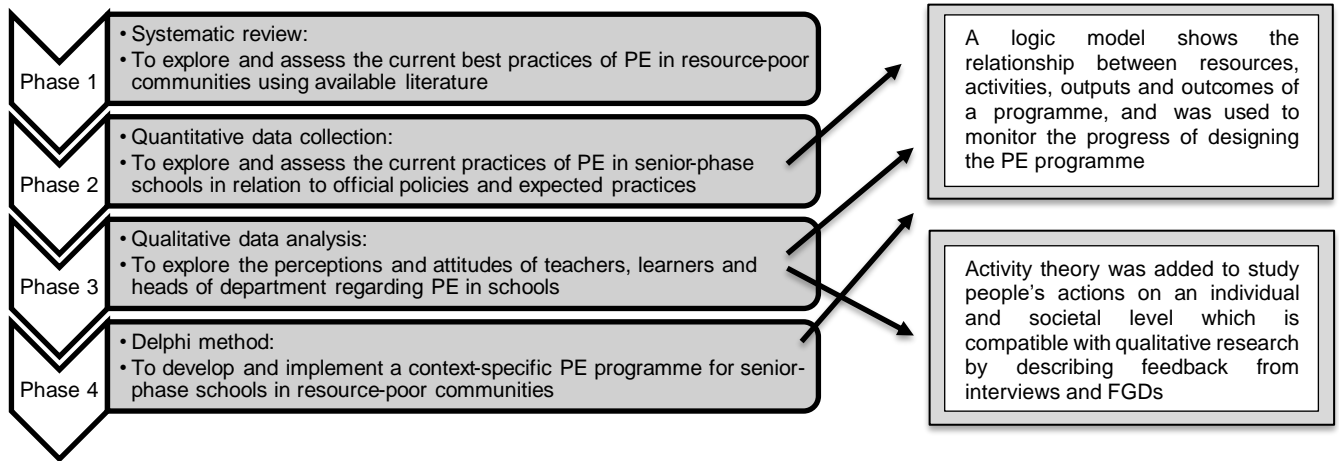 Phase 1
• Systematic review:
• To explore and assess the current best practices of PE in resource-poor
communities using available literature
Phase 2
• Quantitative data collection:
• To explore and assess the current practices of PE in senior-phase
schools in relation to official policies and expected practices
Phase 3
• Qualitative data analysis:
• To explore the perceptions and attitudes of teachers, learners and
heads of department regarding PE in schools
Phase 4
• Delphi method:
• To develop and implement a context-specific PE programme for senior-
phase schools in resource-poor communities
A logic model shows the
relationship between resources,
activities, outputs and outcomes of
a programme, and was used to
monitor the progress of designing
the PE programme
Activity theory was added to study
people's actions on an individual
and societal level which is
compatible with qualitative research
by describing feedback from
interviews and FGDs